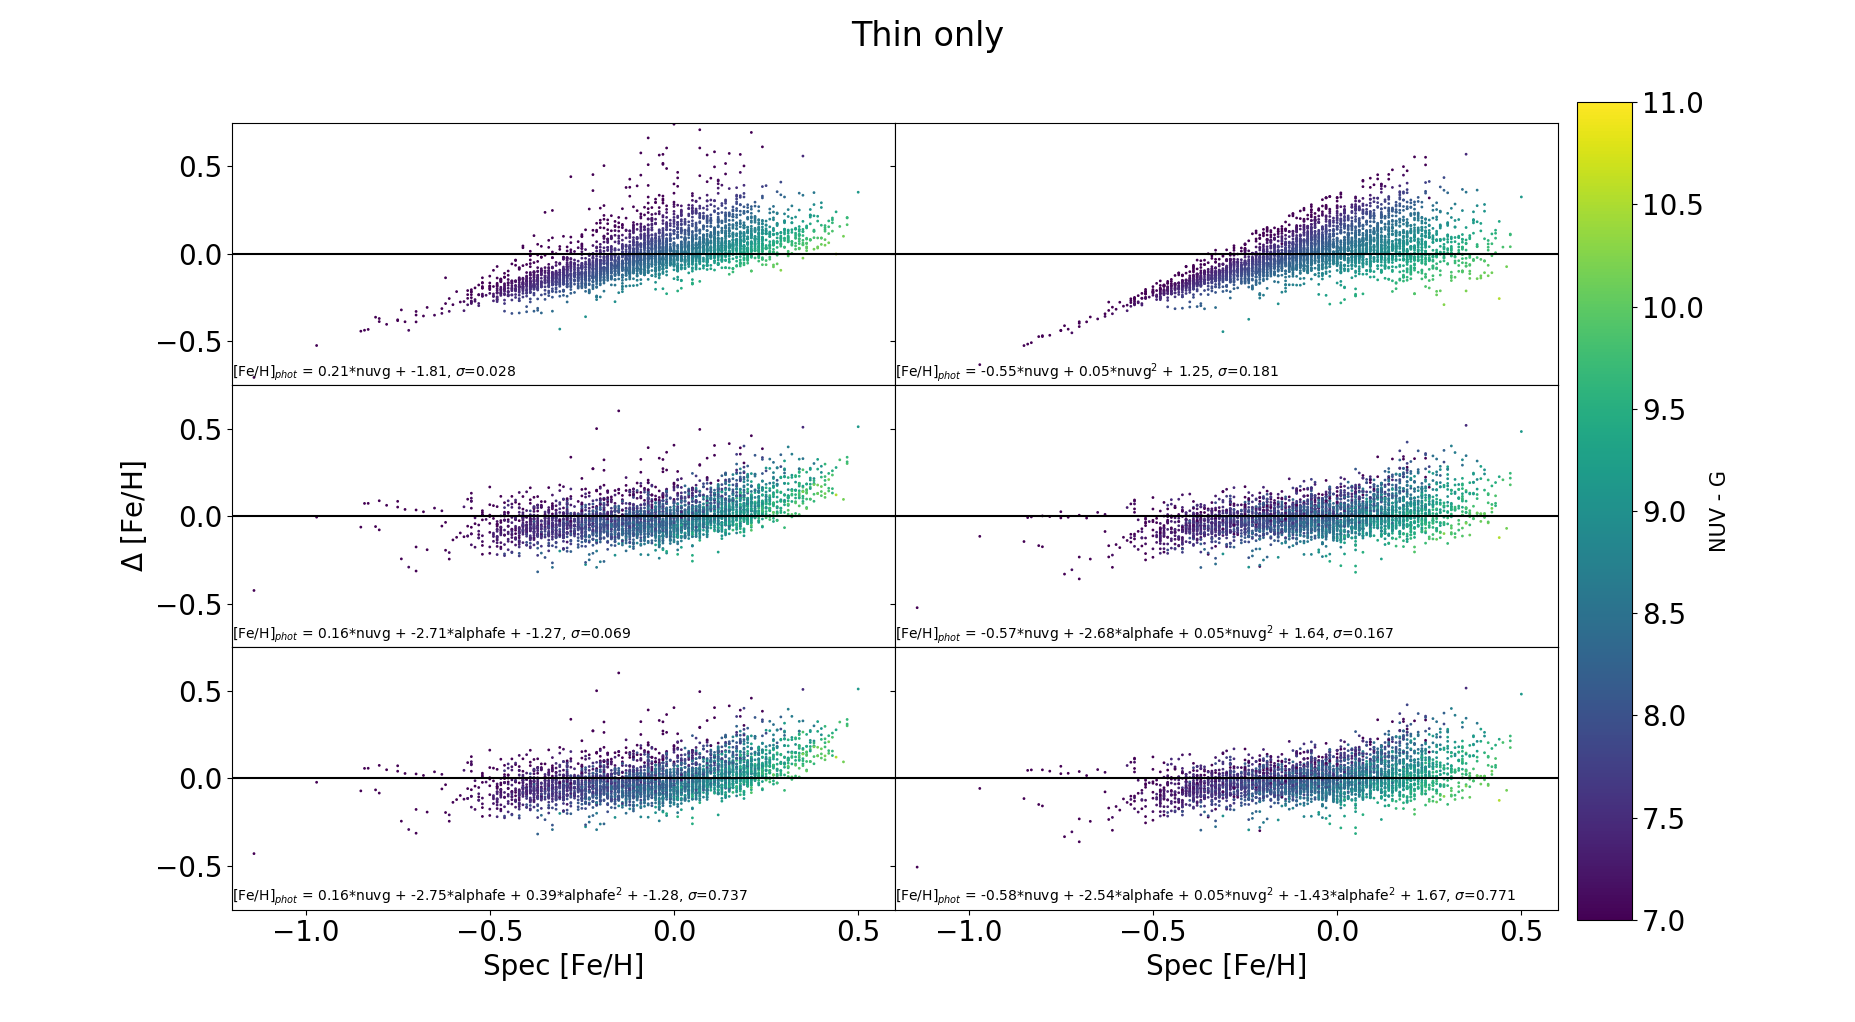 Thin only
0.5
0.0
−0.5
[Fe/H]phot = 0.21*nuvg + -1.81, σ=0.028
[Fe/H]phot = -0.55*nuvg + 0.05*nuvg² + 1.25, σ=0.181
0.5
0.0
−0.5
[Fe/H]phot = 0.16*nuvg + -2.71*alphafe + -1.27, σ=0.069
[Fe/H]phot = -0.57*nuvg + -2.68*alphafe + 0.05*nuvg² + 1.64, σ=0.167
0.5
0.0
−0.5
[Fe/H]phot = 0.16*nuvg + -2.75*alphafe + 0.39*alphafe² + -1.28, σ=0.737
[Fe/H]phot = -0.58*nuvg + -2.54*alphafe + 0.05*nuvg² + -1.43*alphafe² + 1.67, σ=0.771
Δ [Fe/H]
−1.0 −0.5 0.0 0.5
−1.0 −0.5 0.0 0.5
Spec [Fe/H]
Spec [Fe/H]
11.0
10.5
10.0
9.5
9.0
8.5
8.0
7.5
7.0
NUV - G